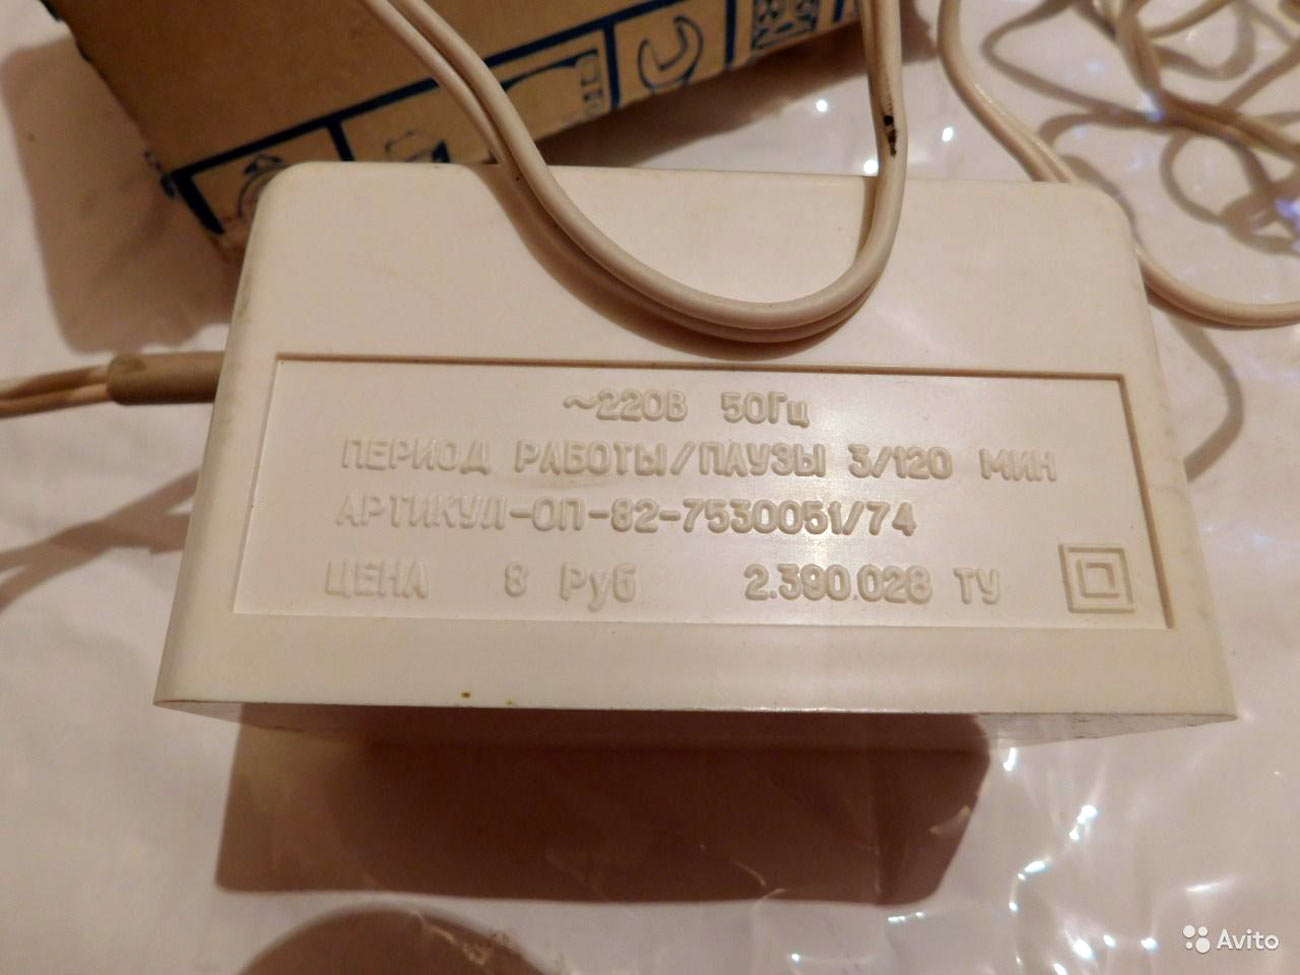 ~220В 50Гц
ПЕРИОД РАБОТЫ/ПАУЗЫ 3/120 МИН
АРТИКУЛ-ОП-82-7530051/74
ЦЕНА 8 Руб 2.390.028 ТУ
Avito